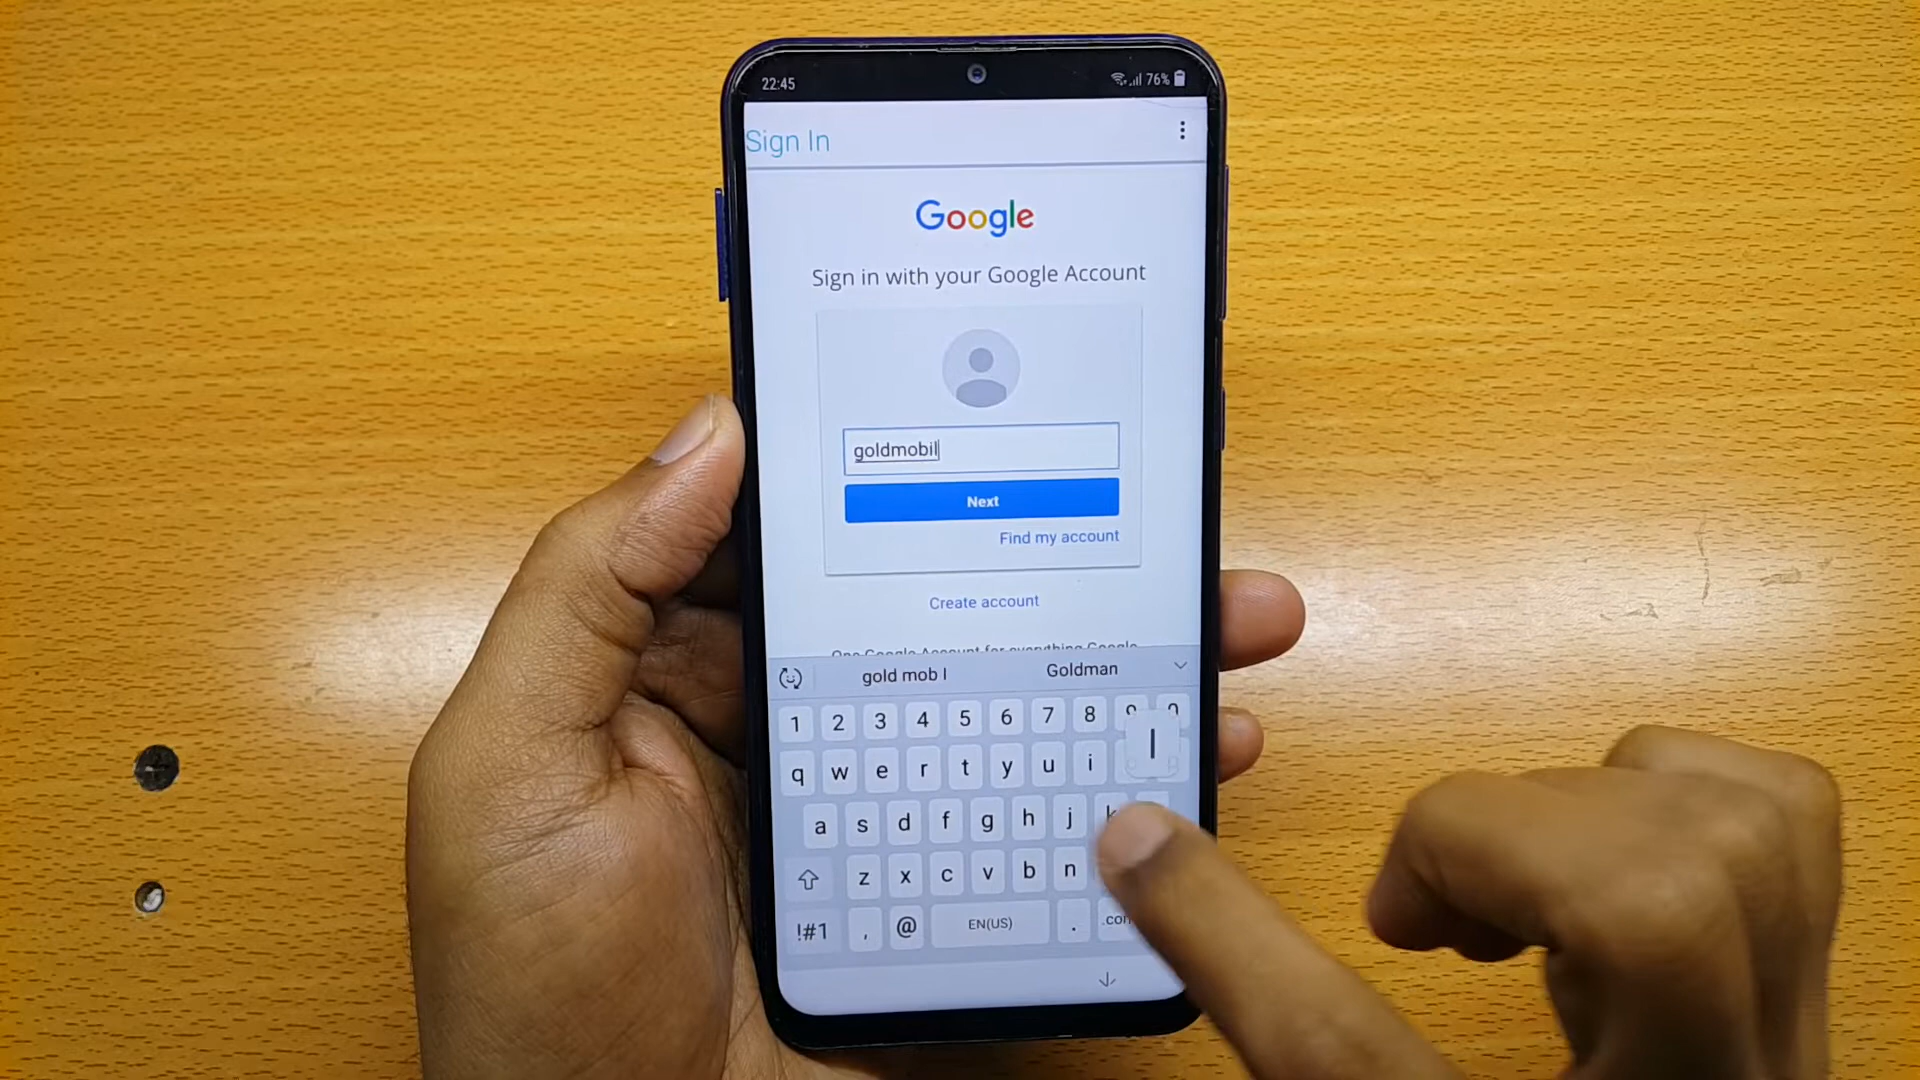 22:45 76%
Sign In
Google
Sign in with your Google Account
goldmobil
Next
Find my account
Create account
One Google Account for everything Google
gold mob l Goldman
1 2 3 4 5 6 7 8 9 0
q w e r t y u i
l
a s d f g h j k
z x c v b n
!#1 , @ EN(US) . .com